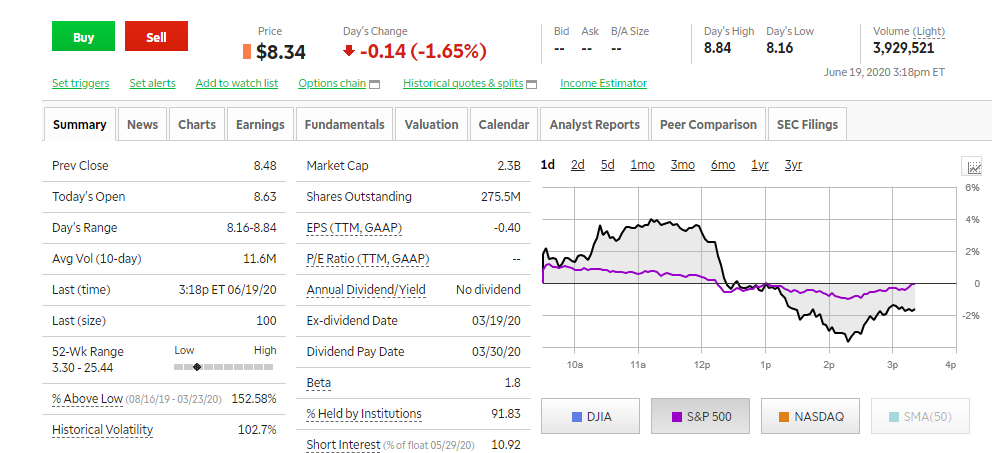 Buy
Sell
Price
$8.34
Day's Change
-0.14 (-1.65%)
Bid Ask B/A Size
-- -- --
Day's High Day's Low
8.84 8.16
Volume (Light)
3,929,521
June 19, 2020 3:18pm ET
Set triggers Set alerts Add to watch list Options chain Historical quotes & splits Income Estimator
Summary News Charts Earnings Fundamentals Valuation Calendar Analyst Reports Peer Comparison SEC Filings
Prev Close 8.48
Today's Open 8.63
Day's Range 8.16-8.84
Avg Vol (10-day) 11.6M
Last (time) 3:18p ET 06/19/20
Last (size) 100
52-Wk Range Low High
3.30 - 25.44
% Above Low (08/16/19 - 03/23/20) 152.58%
Historical Volatility 102.7%
Market Cap 2.3B
Shares Outstanding 275.5M
EPS (TTM, GAAP) -0.40
P/E Ratio (TTM, GAAP) --
Annual Dividend/Yield No dividend
Ex-dividend Date 03/19/20
Dividend Pay Date 03/30/20
Beta 1.8
% Held by Institutions 91.83
Short Interest (% of float 05/29/20) 10.92
1d 2d 5d 1mo 3mo 6mo 1yr 3yr
6%
4%
2%
0
-2%
10a 11a 12p 1p 2p 3p 4p
DJIA S&P 500 NASDAQ SMA(50)